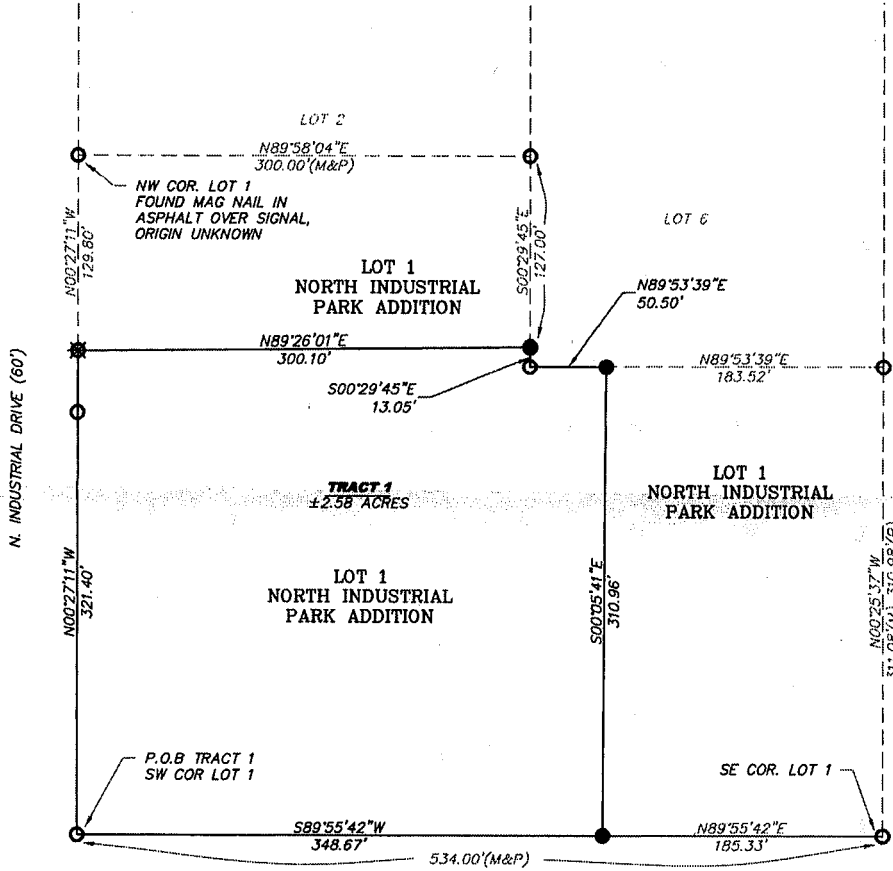 LOT 2
N89°58'04"E
300.00'(M&P)
NW COR. LOT 1
FOUND MAG NAIL IN
ASPHALT OVER SIGNAL,
ORIGIN UNKNOWN
N00°27'11"W
129.80'
S00°29'45"E
127.00'
LOT 6
LOT 1
NORTH INDUSTRIAL
PARK ADDITION
N89°53'39"E
50.50'
N89°26'01"E
300.10'
S00°29'45"E
13.05'
N89°53'39"E
183.52'
N. INDUSTRIAL DRIVE (60')
TRACT 1
±2.58 ACRES
LOT 1
NORTH INDUSTRIAL
PARK ADDITION
LOT 1
NORTH INDUSTRIAL
PARK ADDITION
N00°27'11"W
321.40'
S00°05'41"E
310.96'
N00°25'37"W
311.08'(M) 310.98'(P)
P.O.B TRACT 1
SW COR LOT 1
SE COR. LOT 1
S89°55'42"W
348.67'
N89°55'42"E
185.33'
534.00'(M&P)